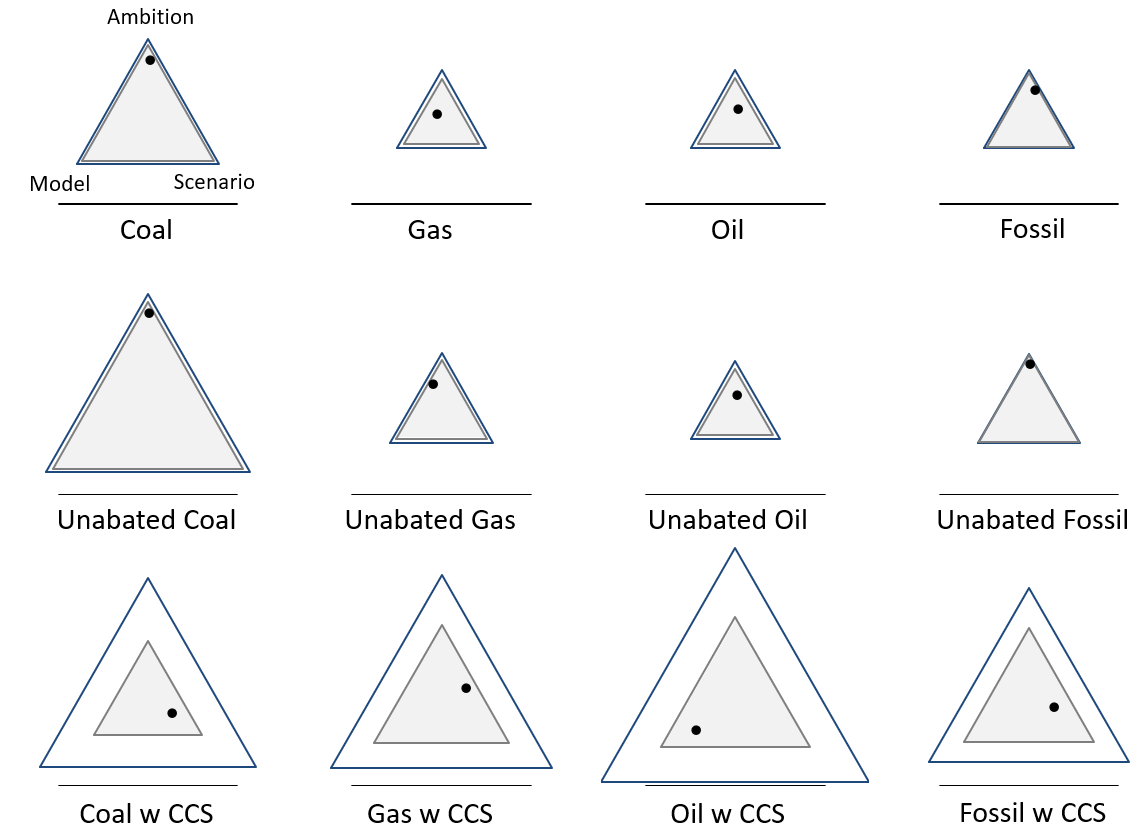 Ambition
Model
Scenario
Coal
Gas
Oil
Fossil
Unabated Coal
Unabated Gas
Unabated Oil
Unabated Fossil
Coal w CCS
Gas w CCS
Oil w CCS
Fossil w CCS